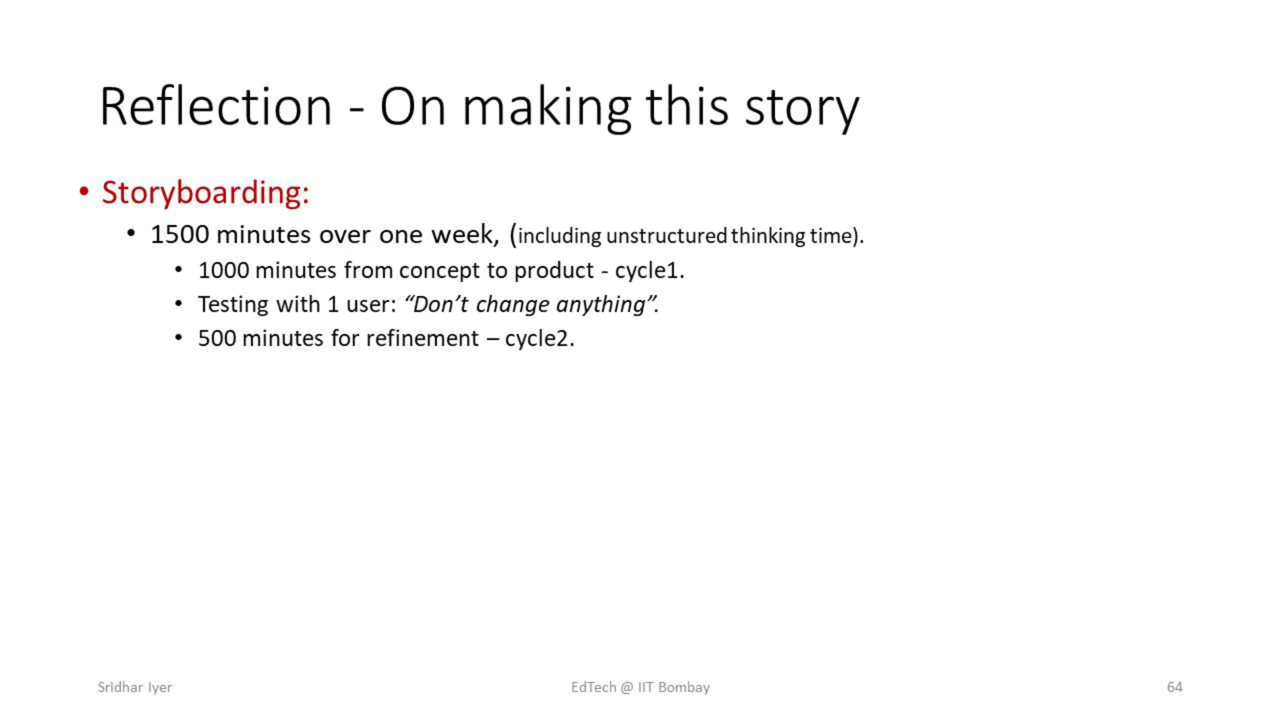 Reflection - On making this story
• Storyboarding:
• 1500 minutes over one week, (including unstructured thinking time).
• 1000 minutes from concept to product - cycle1.
• Testing with 1 user: “Don’t change anything”.
• 500 minutes for refinement – cycle2.
Sridhar Iyer
EdTech @ IIT Bombay
64